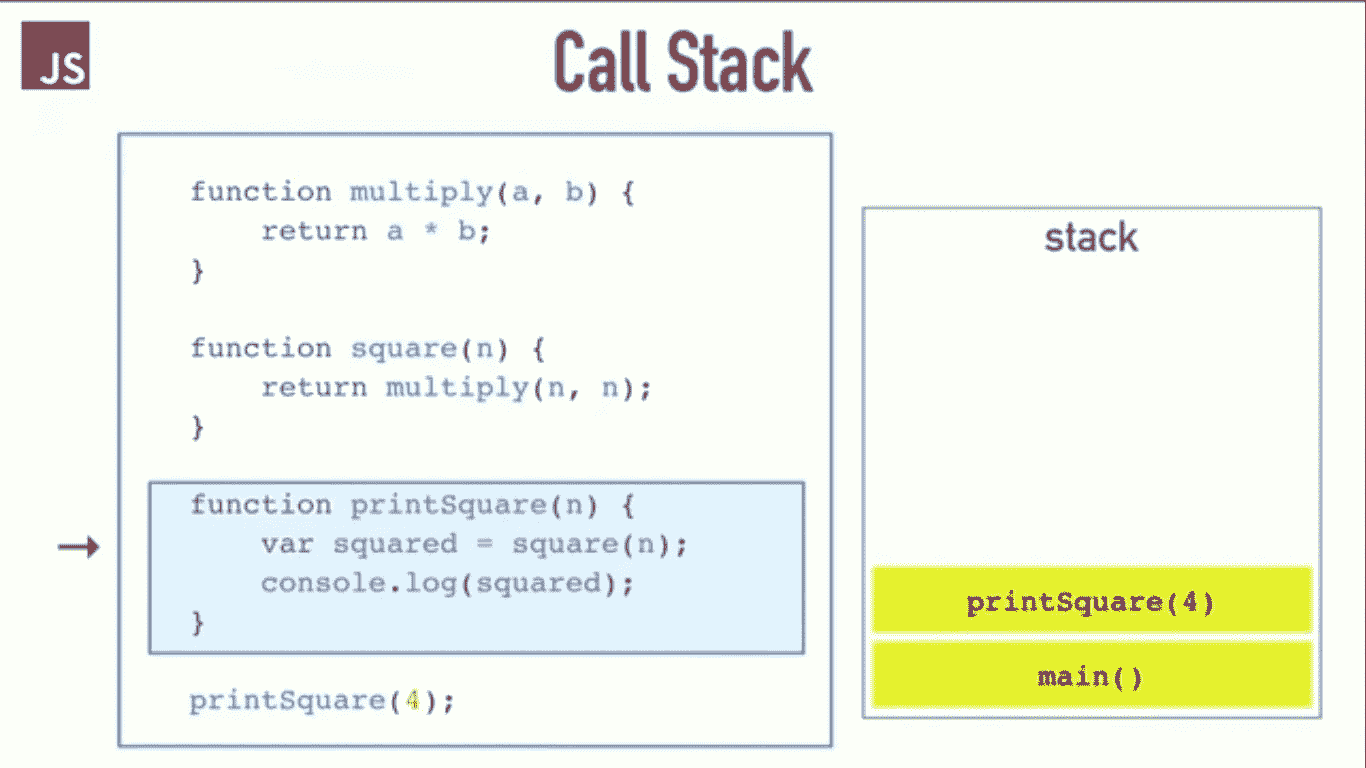 JS
Call Stack
function multiply(a, b) {
    return a * b;
}
function square(n) {
    return multiply(n, n);
}
function printSquare(n) {
    var squared = square(n);
    console.log(squared);
}
printSquare(4);
stack
printSquare(4)
main()